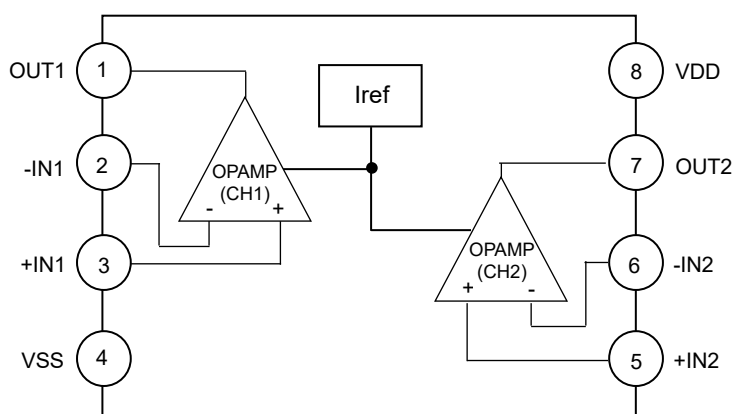 OUT1
1
-IN1
2
+IN1
3
VSS
4
OPAMP
(CH1)
-
+
Iref
OPAMP
(CH2)
+
-
8
VDD
7
OUT2
6
-IN2
5
+IN2